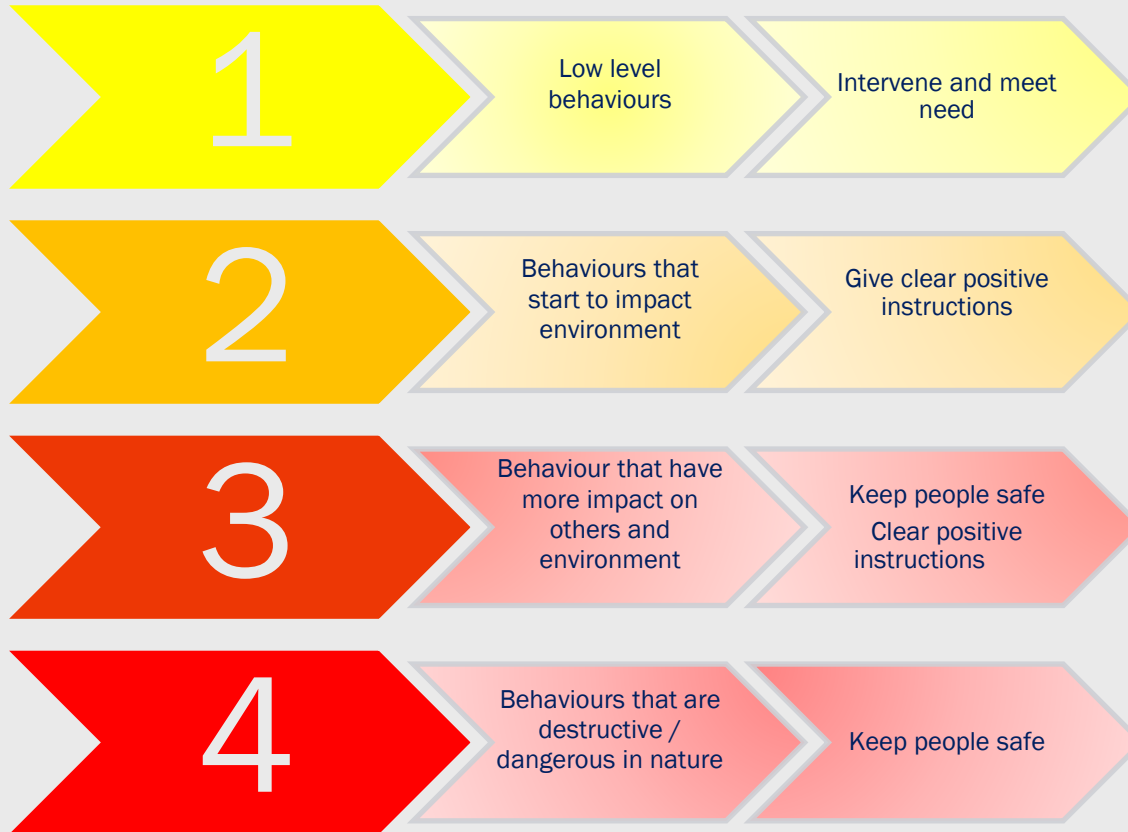 1
Low level
behaviours
Intervene and meet
need
2
Behaviours that
start to impact
environment
Give clear positive
instructions
3
Behaviour that have
more impact on
others and
environment
Keep people safe
Clear positive
instructions
4
Behaviours that are
destructive /
dangerous in nature
Keep people safe